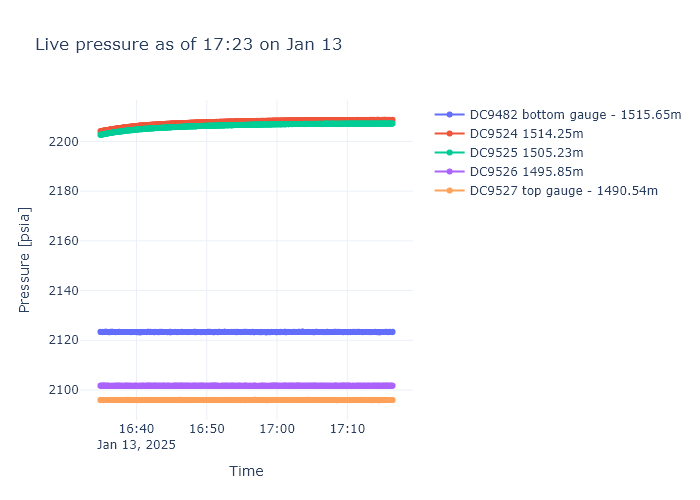 Live pressure as of 17:23 on Jan 13
DC9482 bottom gauge - 1515.65m
DC9524 1514.25m
DC9525 1505.23m
DC9526 1495.85m
DC9527 top gauge - 1490.54m
Pressure [psia]
2200
2180
2160
2140
2120
2100
16:40
16:50
17:00
17:10
Jan 13, 2025
Time